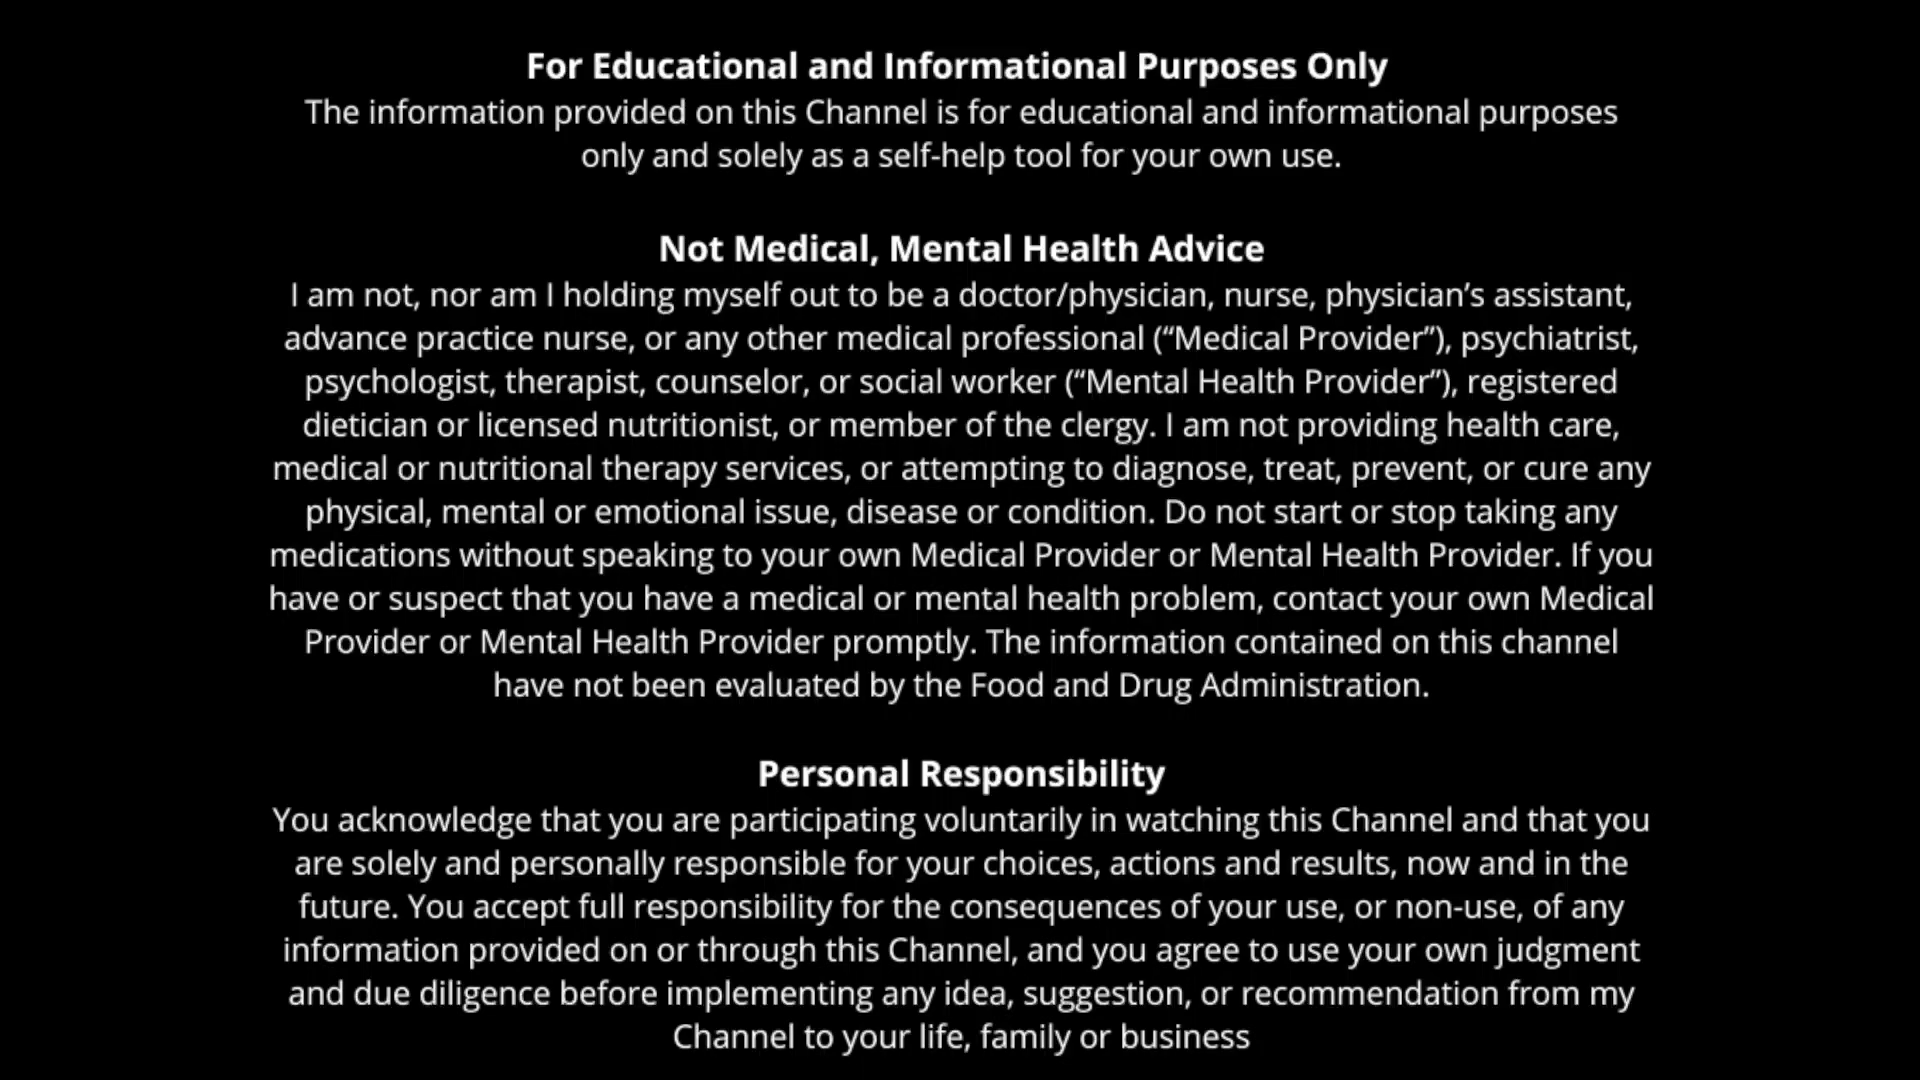 For Educational and Informational Purposes Only
The information provided on this Channel is for educational and informational purposes
only and solely as a self-help tool for your own use.
Not Medical, Mental Health Advice
I am not, nor am I holding myself out to be a doctor/physician, nurse, physician’s assistant,
advance practice nurse, or any other medical professional (“Medical Provider”), psychiatrist,
psychologist, therapist, counselor, or social worker (“Mental Health Provider”), registered
dietician or licensed nutritionist, or member of the clergy. I am not providing health care,
medical or nutritional therapy services, or attempting to diagnose, treat, prevent, or cure any
physical, mental or emotional issue, disease or condition. Do not start or stop taking any
medications without speaking to your own Medical Provider or Mental Health Provider. If you
have or suspect that you have a medical or mental health problem, contact your own Medical
Provider or Mental Health Provider promptly. The information contained on this channel
have not been evaluated by the Food and Drug Administration.
Personal Responsibility
You acknowledge that you are participating voluntarily in watching this Channel and that you
are solely and personally responsible for your choices, actions and results, now and in the
future. You accept full responsibility for the consequences of your use, or non-use, of any
information provided on or through this Channel, and you agree to use your own judgment
and due diligence before implementing any idea, suggestion, or recommendation from my
Channel to your life, family or business